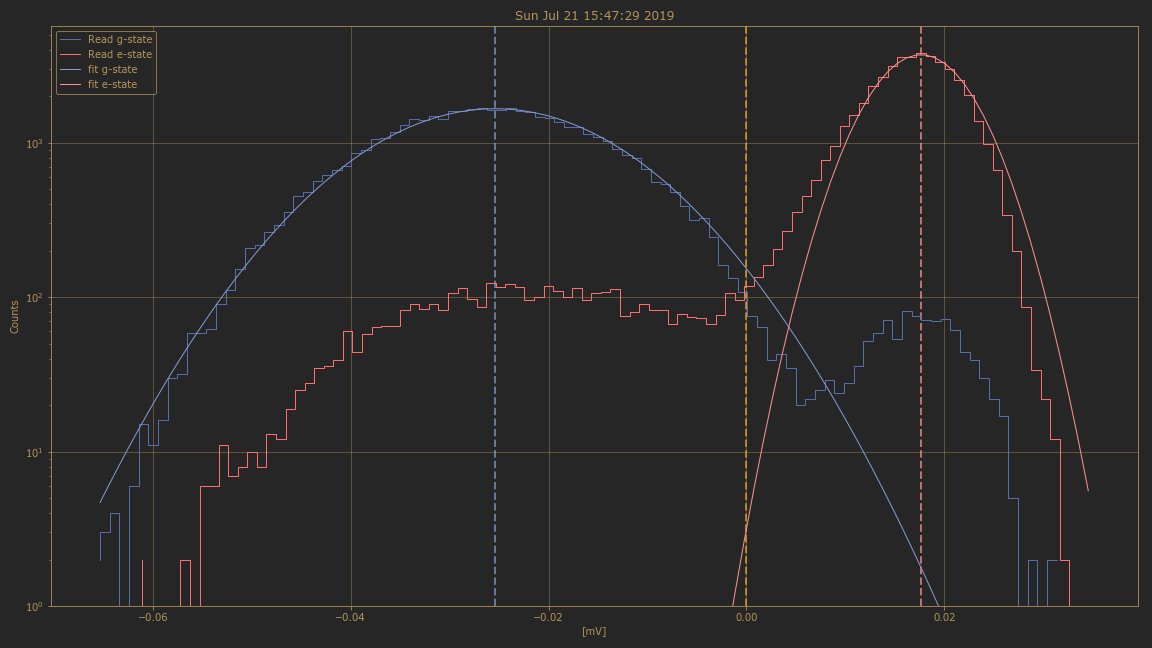 Sun Jul 21 15:47:29 2019
Read g-state
Read e-state
fit g-state
fit e-state
10³
10²
10¹
10⁰
Counts
−0.06 −0.04 −0.02 0.00 0.02
[mV]